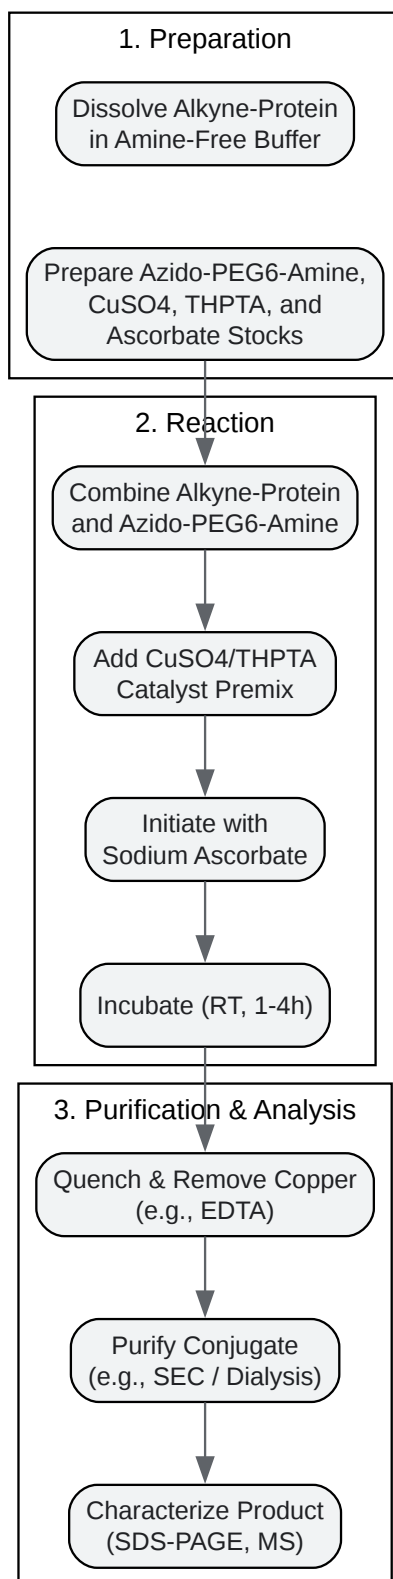 1. Preparation
Dissolve Alkyne-Protein
in Amine-Free Buffer
Prepare Azido-PEG6-Amine,
CuSO4, THPTA, and
Ascorbate Stocks
2. Reaction
Combine Alkyne-Protein
and Azido-PEG6-Amine
Add CuSO4/THPTA
Catalyst Premix
Initiate with
Sodium Ascorbate
Incubate (RT, 1-4h)
3. Purification & Analysis
Quench & Remove Copper
(e.g., EDTA)
Purify Conjugate
(e.g., SEC / Dialysis)
Characterize Product
(SDS-PAGE, MS)